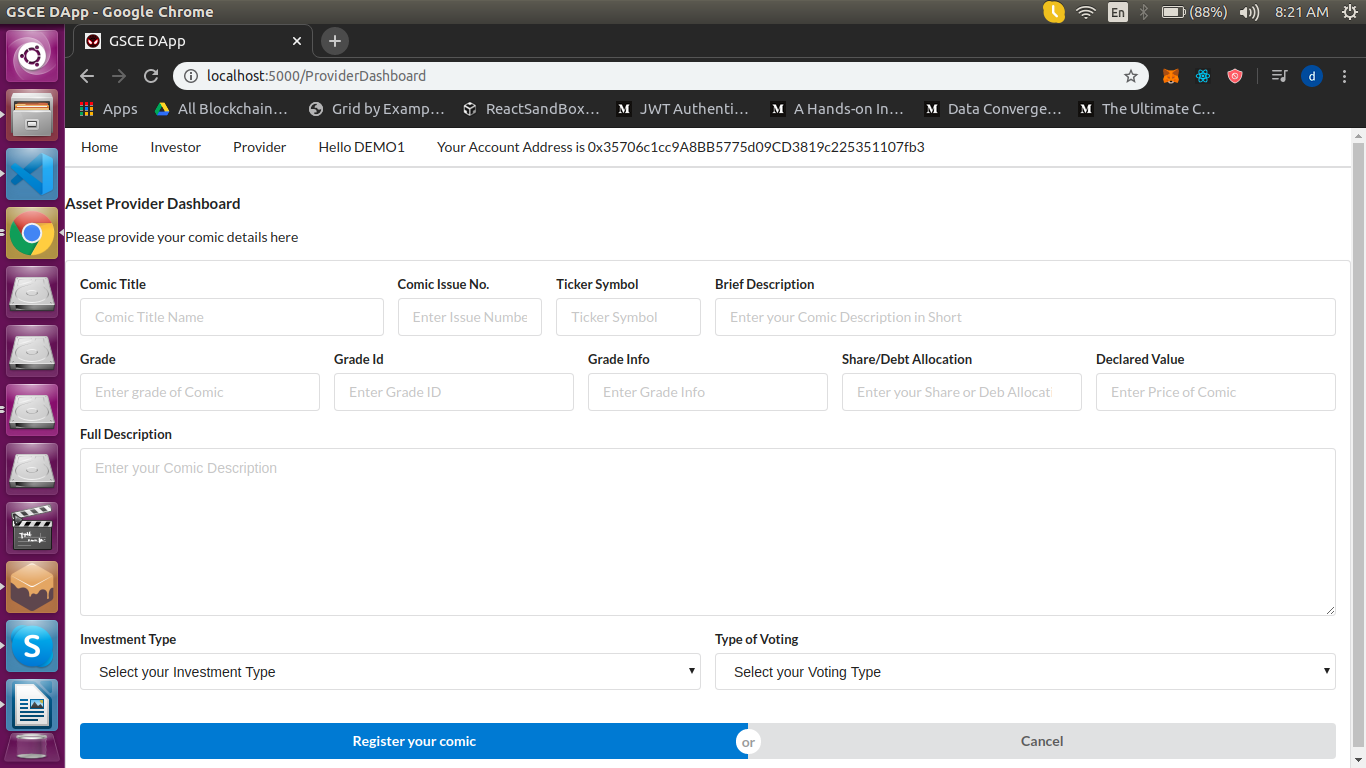 GSCE DApp - Google Chrome En (88%) 8:21 AM
GSCE DApp
localhost:5000/ProviderDashboard d
Apps All Blockchain... Grid by Examp... ReactSandBox... M JWT Authenti... M A Hands-on In... M Data Converge... M The Ultimate C...
Home Investor Provider Hello DEMO1 Your Account Address is 0x35706c1cc9A8BB5775d09CD3819c225351107fb3
Asset Provider Dashboard
Please provide your comic details here
Comic Title Comic Issue No. Ticker Symbol Brief Description
Comic Title Name Enter Issue Numbe Ticker Symbol Enter your Comic Description in Short
Grade Grade Id Grade Info Share/Debt Allocation Declared Value
Enter grade of Comic Enter Grade ID Enter Grade Info Enter your Share or Deb Allocati Enter Price of Comic
Full Description
Enter your Comic Description
Investment Type Type of Voting
Select your Investment Type Select your Voting Type
Register your comic or Cancel
S